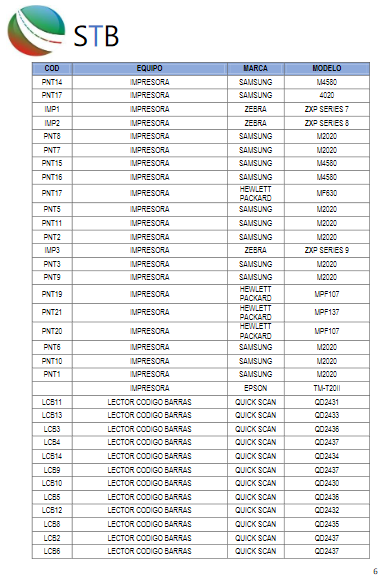 STB
COD EQUIPO MARCA MODELO
PNT14 IMPRESORA SAMSUNG M4580
PNT17 IMPRESORA SAMSUNG 4020
IMP1 IMPRESORA ZEBRA ZXP SERIES 7
IMP2 IMPRESORA ZEBRA ZXP SERIES 8
PNT8 IMPRESORA SAMSUNG M2020
PNT7 IMPRESORA SAMSUNG M2020
PNT15 IMPRESORA SAMSUNG M4580
PNT16 IMPRESORA SAMSUNG M4580
PNT17 IMPRESORA HEWLETT PACKARD MF630
PNT5 IMPRESORA SAMSUNG M2020
PNT11 IMPRESORA SAMSUNG M2020
PNT2 IMPRESORA SAMSUNG M2020
IMP3 IMPRESORA ZEBRA ZXP SERIES 9
PNT3 IMPRESORA SAMSUNG M2020
PNT9 IMPRESORA SAMSUNG M2020
PNT19 IMPRESORA HEWLETT PACKARD MPF107
PNT21 IMPRESORA HEWLETT PACKARD MPF137
PNT20 IMPRESORA HEWLETT PACKARD MPF107
PNT6 IMPRESORA SAMSUNG M2020
PNT10 IMPRESORA SAMSUNG M2020
PNT1 IMPRESORA SAMSUNG M2020
IMPRESORA EPSON TM-T20II
LCB11 LECTOR CODIGO BARRAS QUICK SCAN QD2431
LCB13 LECTOR CODIGO BARRAS QUICK SCAN QD2433
LCB3 LECTOR CODIGO BARRAS QUICK SCAN QD2436
LCB4 LECTOR CODIGO BARRAS QUICK SCAN QD2437
LCB14 LECTOR CODIGO BARRAS QUICK SCAN QD2434
LCB9 LECTOR CODIGO BARRAS QUICK SCAN QD2437
LCB10 LECTOR CODIGO BARRAS QUICK SCAN QD2430
LCB5 LECTOR CODIGO BARRAS QUICK SCAN QD2436
LCB12 LECTOR CODIGO BARRAS QUICK SCAN QD2432
LCB8 LECTOR CODIGO BARRAS QUICK SCAN QD2435
LCB2 LECTOR CODIGO BARRAS QUICK SCAN QD2437
LCB6 LECTOR CODIGO BARRAS QUICK SCAN QD2437
6